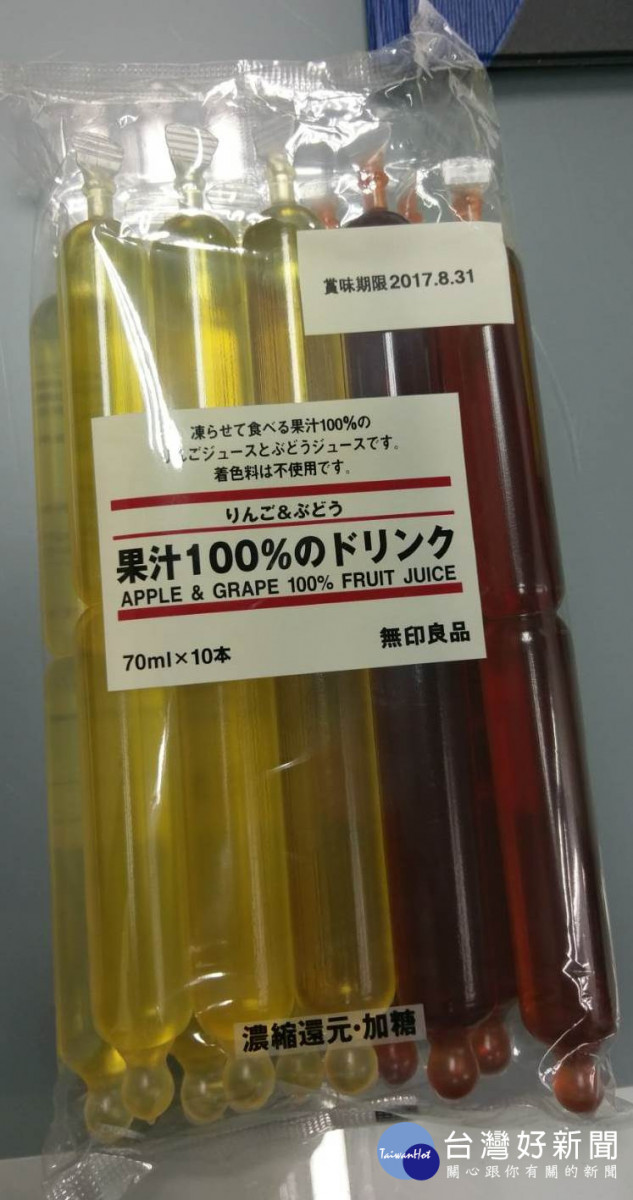 賞味期限2017.8.31
凍らせて食べる果汁100%の
りんごジュースとぶどうジュースです。
着色料は不使用です。
りんご&ぶどう
果汁100%のドリンク
APPLE & GRAPE 100% FRUIT JUICE
70ml×10本
無印良品
濃縮還元･加糖
TaiwanHot
台灣好新聞
關心跟你有關的新聞